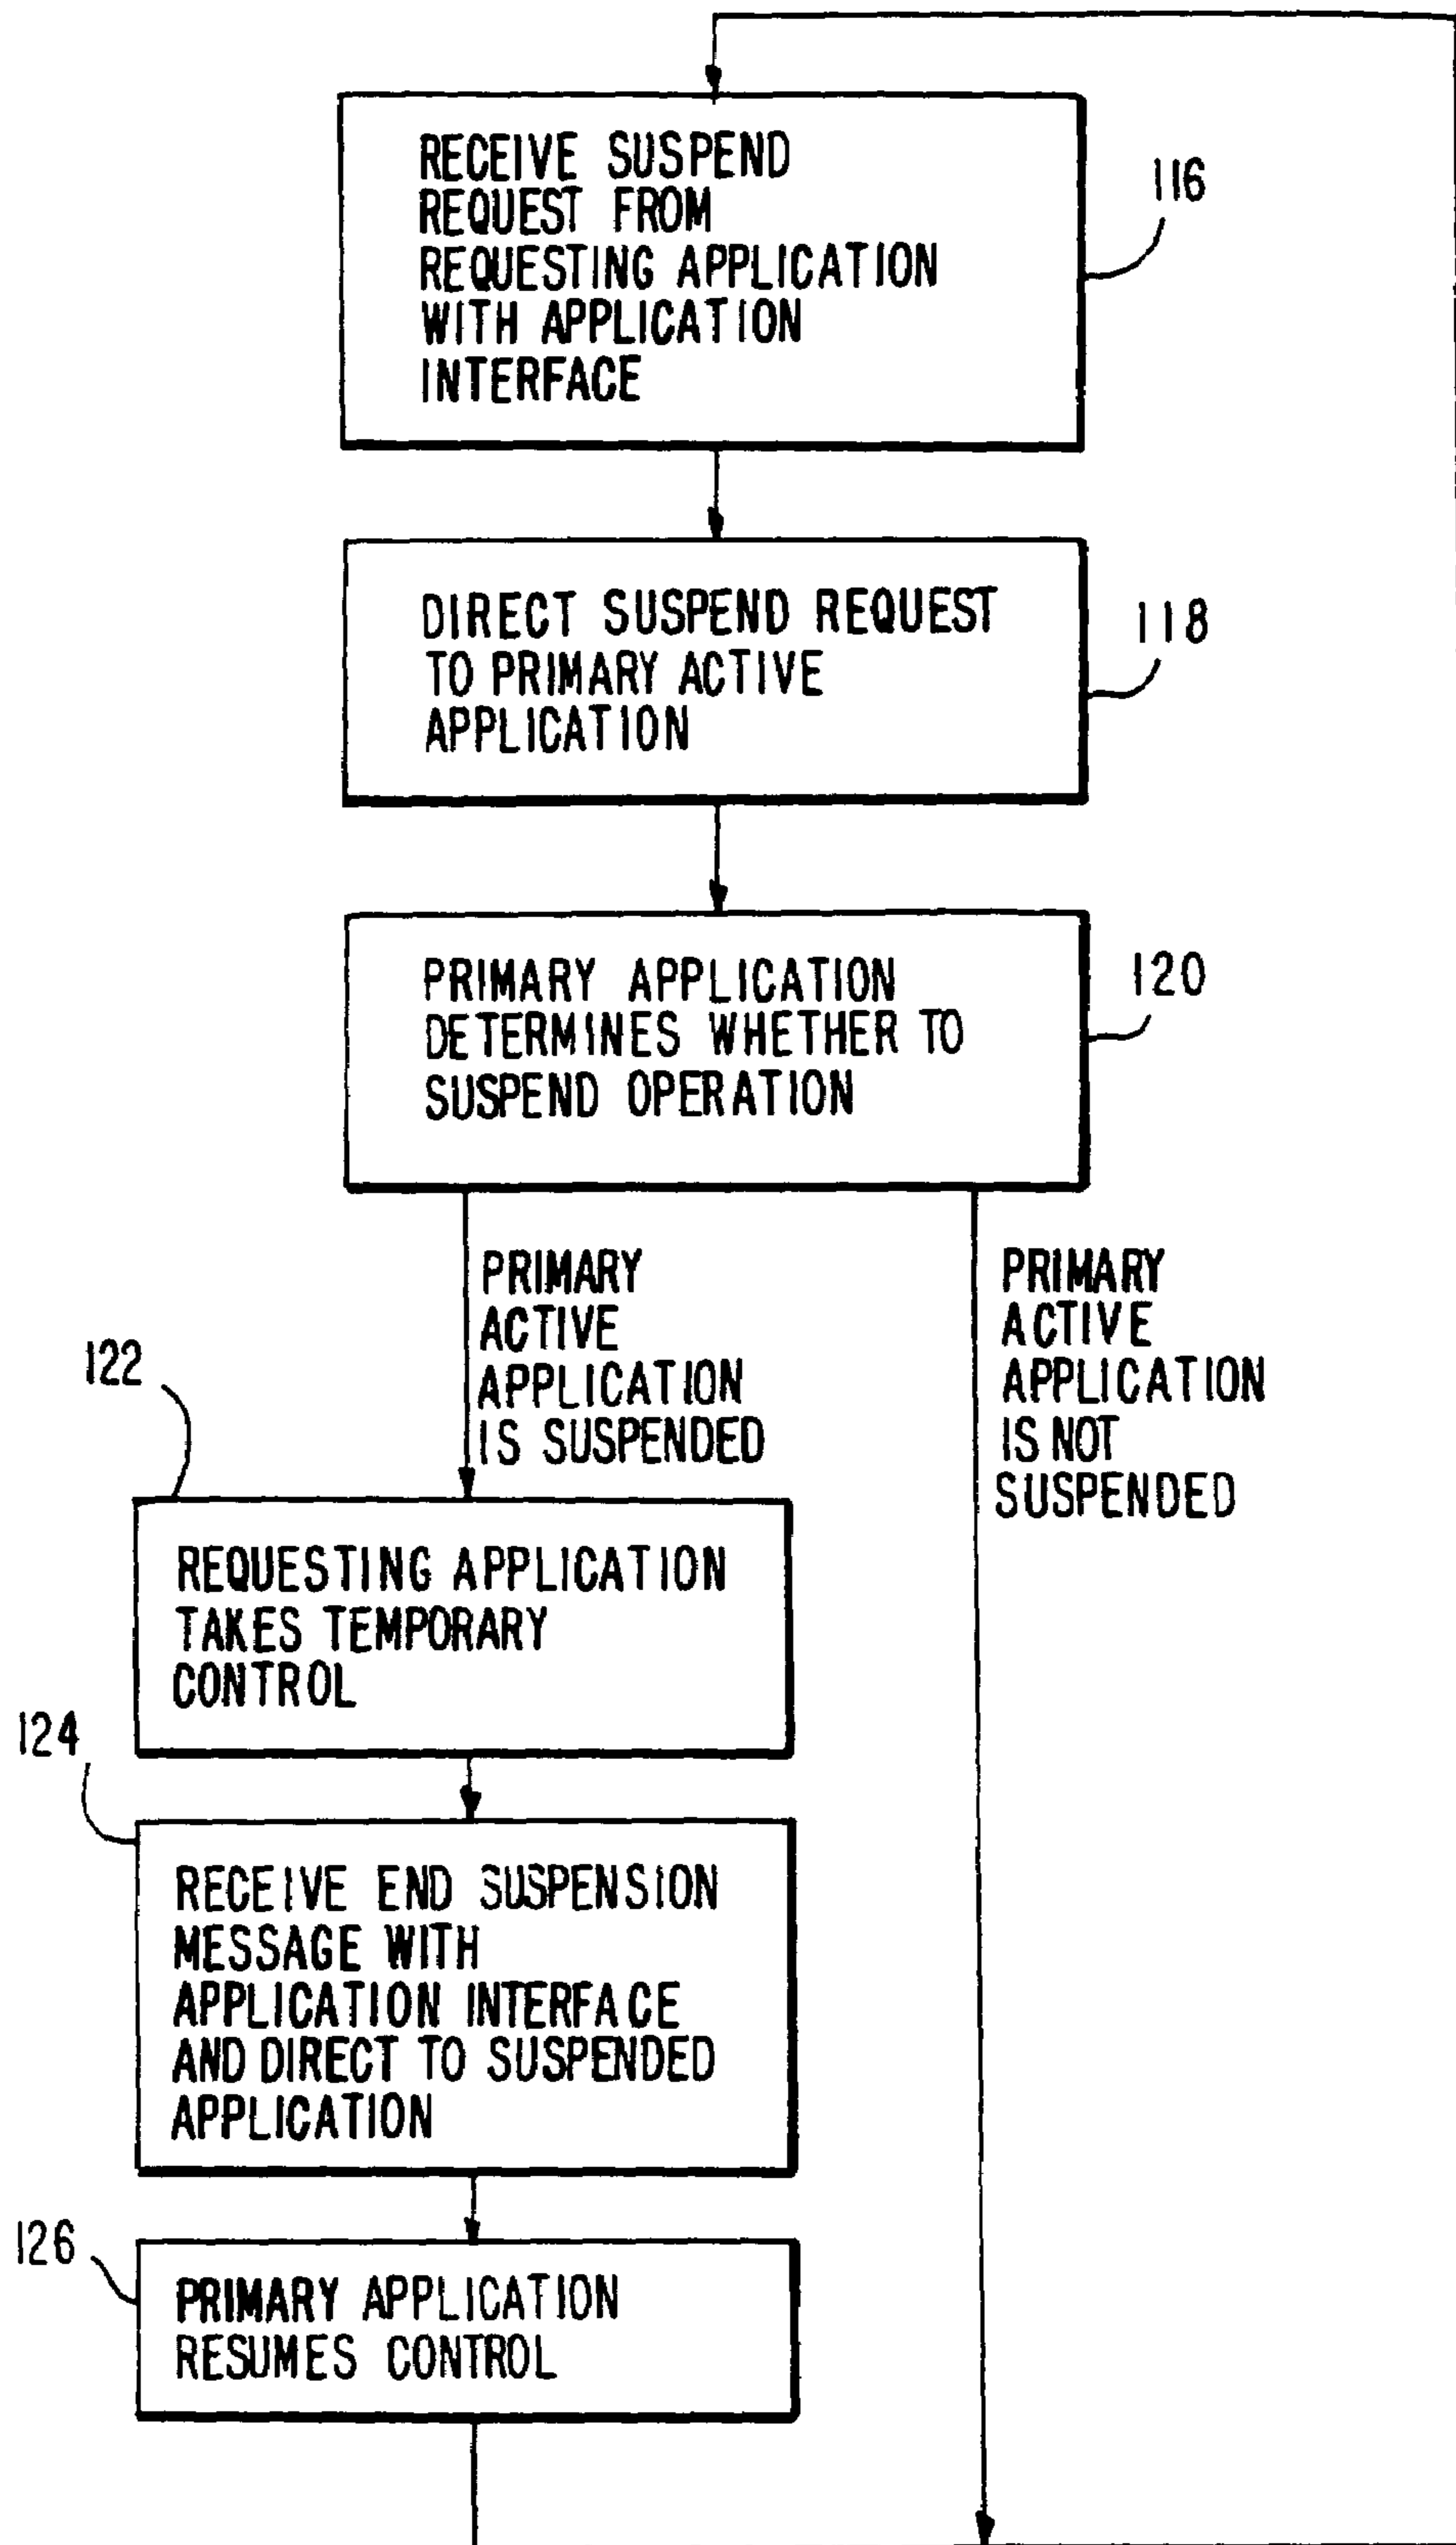 RECEIVE SUSPEND
REQUEST FROM
REQUESTING APPLICATION
WITH APPLICATION
INTERFACE
116
DIRECT SUSPEND REQUEST
TO PRIMARY ACTIVE
APPLICATION
118
PRIMARY APPLICATION
DETERMINES WHETHER TO
SUSPEND OPERATION
120
PRIMARY
ACTIVE
APPLICATION
IS SUSPENDED
PRIMARY
ACTIVE
APPLICATION
IS NOT
SUSPENDED
122
REQUESTING APPLICATION
TAKES TEMPORARY
CONTROL
124
RECEIVE END SUSPENSION
MESSAGE WITH
APPLICATION INTERFACE
AND DIRECT TO SUSPENDED
APPLICATION
126
PRIMARY APPLICATION
RESUMES CONTROL